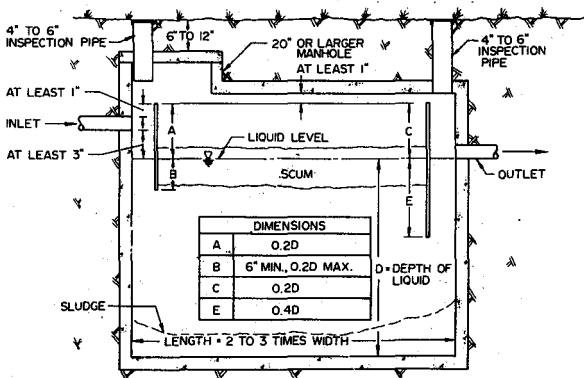 4" TO 6"
INSPECTION PIPE
6" TO 12"
20" OR LARGER
MANHOLE
4" TO 6"
INSPECTION
PIPE
AT LEAST 1"
AT LEAST 1"
INLET
AT LEAST 3"
A
B
LIQUID LEVEL
SCUM
C
E
OUTLET
DIMENSIONS
A 0.2D
B 6" MIN., 0.2D MAX.
C 0.2D
E 0.4D
D = DEPTH OF
LIQUID
SLUDGE
LENGTH = 2 TO 3 TIMES WIDTH